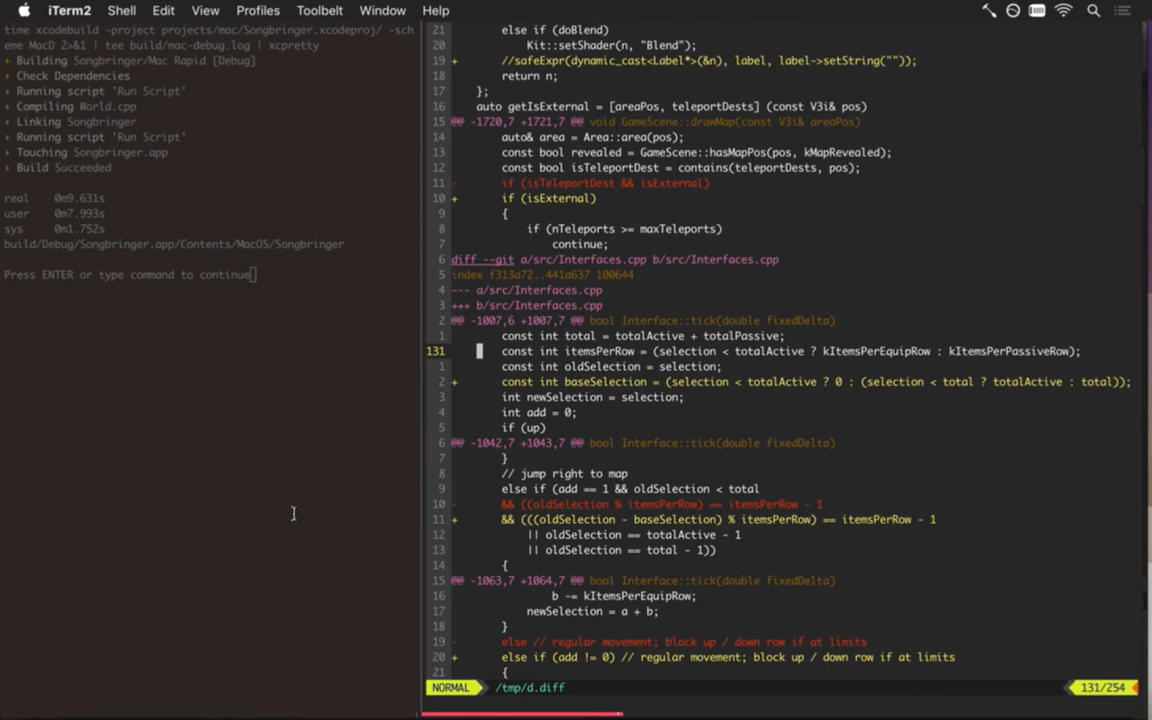 iTerm2 Shell Edit View Profiles Toolbelt Window Help
time xcodebuild -project projects/mac/Songbringer.xcodeproj/ -sch
eme MacD 2>&1 | tee build/mac-debug.log | xcpretty
› Building Songbringer/Mac Rapid [Debug]
› Check Dependencies
› Running script 'Run Script'
› Compiling World.cpp
› Linking Songbringer
› Running script 'Run Script'
› Touching Songbringer.app
› Build Succeeded
real 0m9.631s
user 0m7.993s
sys 0m1.752s
build/Debug/Songbringer.app/Contents/MacOS/Songbringer
Press ENTER or type command to continue
21 else if (doBlend)
20 Kit::setShader(n, "Blend");
19 + //safeExpr(dynamic_cast<Label*>(&n), label, label->setString(""));
18 return n;
17 };
16 auto getIsExternal = [areaPos, teleportDests] (const V3i& pos)
15 @@ -1720,7 +1721,7 @@ void GameScene::drawMap(const V3i& areaPos)
14 auto& area = Area::area(pos);
13 const bool revealed = GameScene::hasMapPos(pos, kMapRevealed);
12 const bool isTeleportDest = contains(teleportDests, pos);
11 - if (isTeleportDest && isExternal)
10 + if (isExternal)
9 {
8 if (nTeleports >= maxTeleports)
7 continue;
6 diff --git a/src/Interfaces.cpp b/src/Interfaces.cpp
5 index f313a72..441a637 100644
4 --- a/src/Interfaces.cpp
3 +++ b/src/Interfaces.cpp
2 @@ -1007,6 +1007,7 @@ bool Interface::tick(double fixedDelta)
1 const int total = totalActive + totalPassive;
131 const int itemsPerRow = (selection < totalActive ? kItemsPerEquipRow : kItemsPerPassiveRow);
1 const int oldSelection = selection;
2 + const int baseSelection = (selection < totalActive ? 0 : (selection < total ? totalActive : total));
3 int newSelection = selection;
4 int add = 0;
5 if (up)
6 @@ -1042,7 +1043,7 @@ bool Interface::tick(double fixedDelta)
7 }
8 // jump right to map
9 else if (add == 1 && oldSelection < total
10 - && ((oldSelection % itemsPerRow) == itemsPerRow - 1
11 + && (((oldSelection - baseSelection) % itemsPerRow) == itemsPerRow - 1
12 || oldSelection == totalActive - 1
13 || oldSelection == total - 1))
14 {
15 @@ -1063,7 +1064,7 @@ bool Interface::tick(double fixedDelta)
16 b -= kItemsPerEquipRow;
17 newSelection = a + b;
18 }
19 - else // regular movement; block up / down row if at limits
20 + else if (add != 0) // regular movement; block up / down row if at limits
21 {
NORMAL /tmp/d.diff 131/254